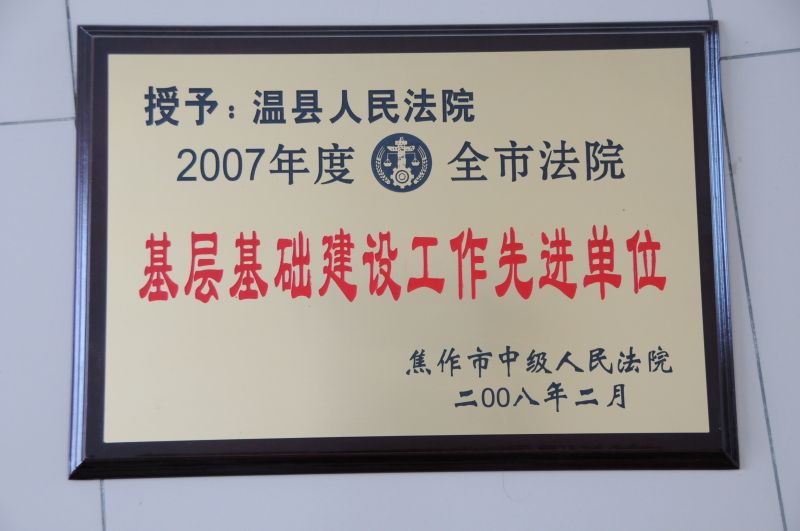 授予：温县人民法院
2007年度 全市法院
基层基础建设工作先进单位
焦作市中级人民法院
二00八年二月